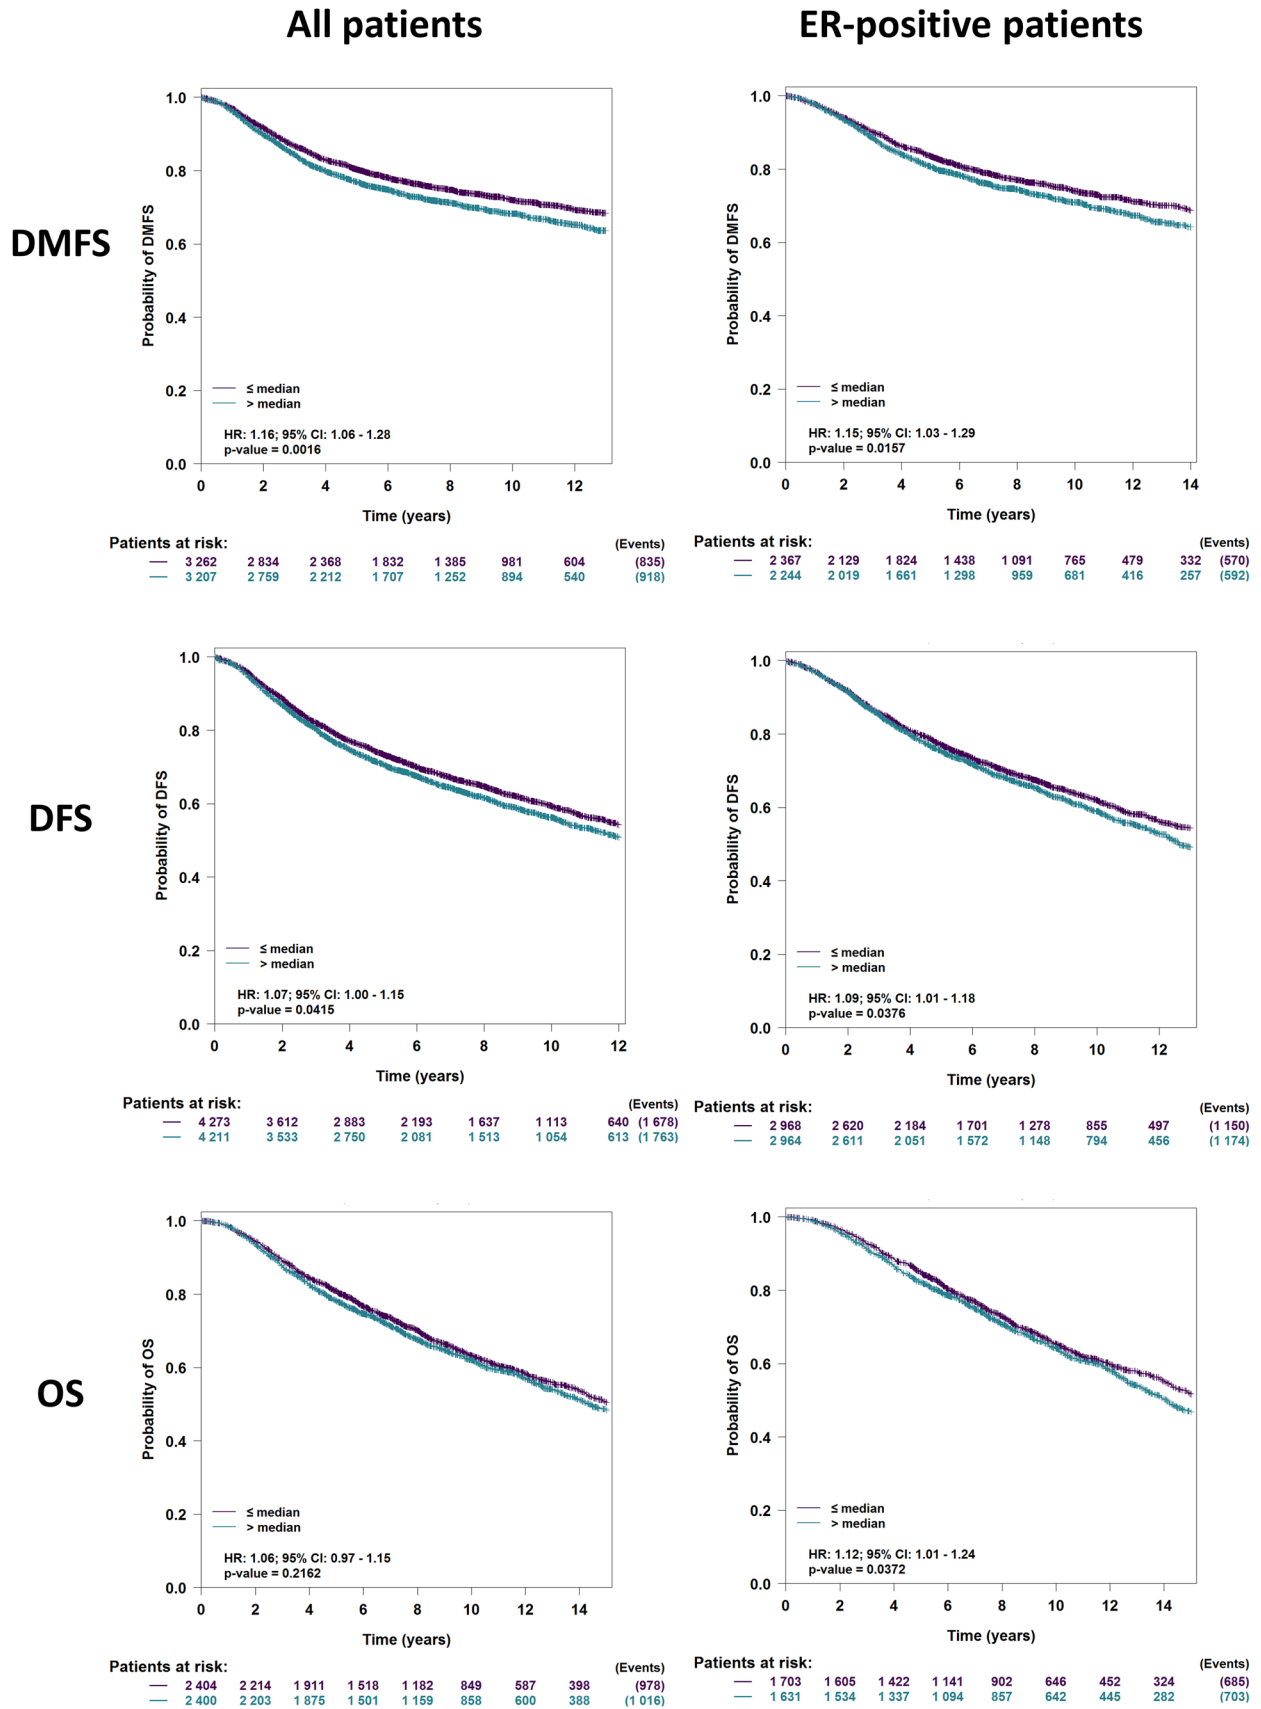 All patients
ER-positive patients
DMFS
Probability of DMFS
1.0
0.8
0.6
0.4
0.2
0.0
≤ median
> median
HR: 1.16; 95% CI: 1.06 - 1.28
p-value = 0.0016
0 2 4 6 8 10 12
Time (years)
Patients at risk: (Events)
3 262 2 834 2 368 1 832 1 385 981 604 (835)
3 207 2 759 2 212 1 707 1 252 894 540 (918)
Probability of DMFS
1.0
0.8
0.6
0.4
0.2
0.0
≤ median
> median
HR: 1.15; 95% CI: 1.03 - 1.29
p-value = 0.0157
0 2 4 6 8 10 12 14
Time (years)
Patients at risk: (Events)
2 367 2 129 1 824 1 438 1 091 765 479 332 (570)
2 244 2 019 1 661 1 298 959 681 416 257 (592)
DFS
Probability of DFS
1.0
0.8
0.6
0.4
0.2
0.0
≤ median
> median
HR: 1.07; 95% CI: 1.00 - 1.15
p-value = 0.0415
0 2 4 6 8 10 12
Time (years)
Patients at risk: (Events)
4 273 3 612 2 883 2 193 1 637 1 113 640 (1 678)
4 211 3 533 2 750 2 081 1 513 1 054 613 (1 763)
Probability of DFS
1.0
0.8
0.6
0.4
0.2
0.0
≤ median
> median
HR: 1.09; 95% CI: 1.01 - 1.18
p-value = 0.0376
0 2 4 6 8 10 12
Time (years)
Patients at risk: (Events)
2 968 2 620 2 184 1 701 1 278 855 497 (1 150)
2 964 2 611 2 051 1 572 1 148 794 456 (1 174)
OS
Probability of OS
1.0
0.8
0.6
0.4
0.2
0.0
≤ median
> median
HR: 1.06; 95% CI: 0.97 - 1.15
p-value = 0.2162
0 2 4 6 8 10 12 14
Time (years)
Patients at risk: (Events)
2 404 2 214 1 911 1 518 1 182 849 587 398 (978)
2 400 2 203 1 875 1 501 1 159 858 600 388 (1 016)
Probability of OS
1.0
0.8
0.6
0.4
0.2
0.0
≤ median
> median
HR: 1.12; 95% CI: 1.01 - 1.24
p-value = 0.0372
0 2 4 6 8 10 12 14
Time (years)
Patients at risk: (Events)
1 703 1 605 1 422 1 141 902 646 452 324 (685)
1 631 1 534 1 337 1 094 857 642 445 282 (703)